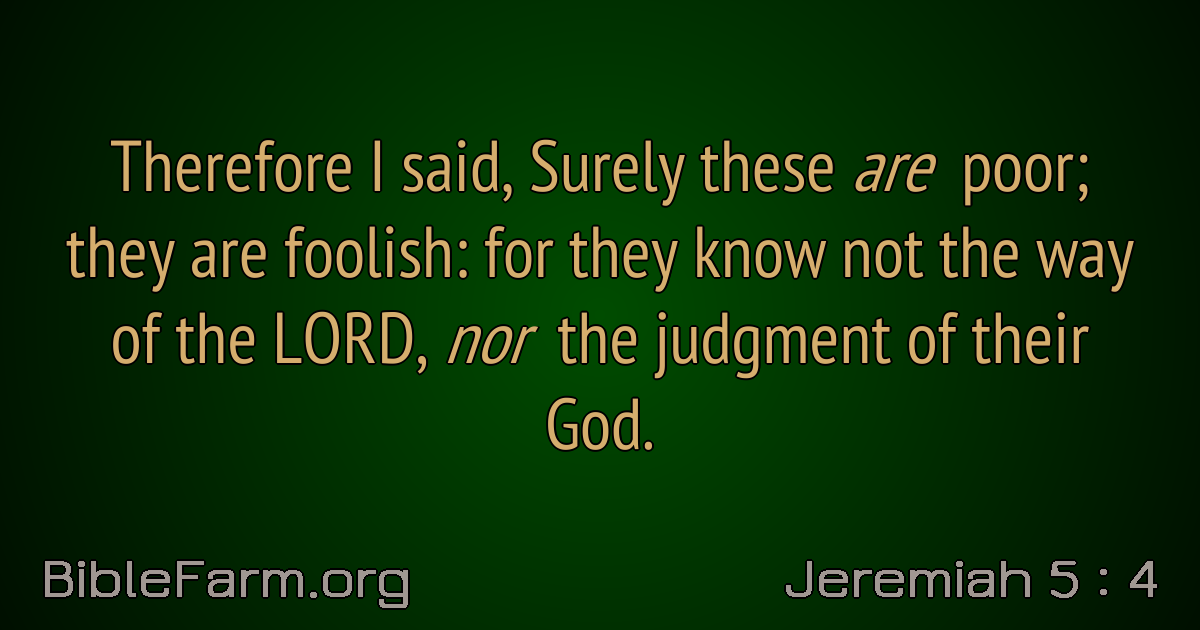 Therefore I said, Surely these are poor;
they are foolish: for they know not the way
of the LORD, nor the judgment of their
God.
BibleFarm.org
Jeremiah 5 : 4